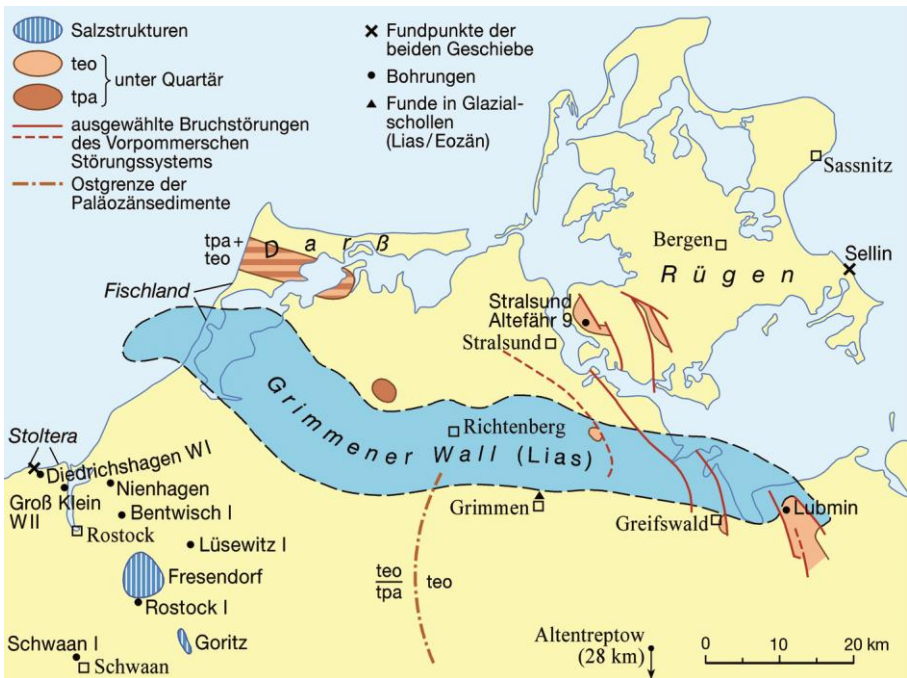 Salzstrukturen
teo
tpa
unter Quartär
ausgewählte Bruchstörungen
des Vorpommerschen
Störungssystems
Ostgrenze der
Paläozänsedimente
Fundpunkte der
beiden Geschiebe
Bohrungen
Funde in Glazial-
schollen
(Lias/Eozän)
Sassnitz
tpa+
teo
Darß
Bergen
Sellin
Rügen
Fischland
Stralsund
Altefähr 9
Stralsund
Grimmener Wall (Lias)
Richtenberg
Stoltera
Diedrichshagen WI
Groß Klein
WII
Nienhagen
Bentwisch I
Rostock
Lüsewitz I
Grimmen
Greifswald
Lubmin
Fresendorf
teo
tpa
teo
Rostock I
Goritz
Schwaan I
Schwaan
Altentreptow
(28 km)
0 10 20 km